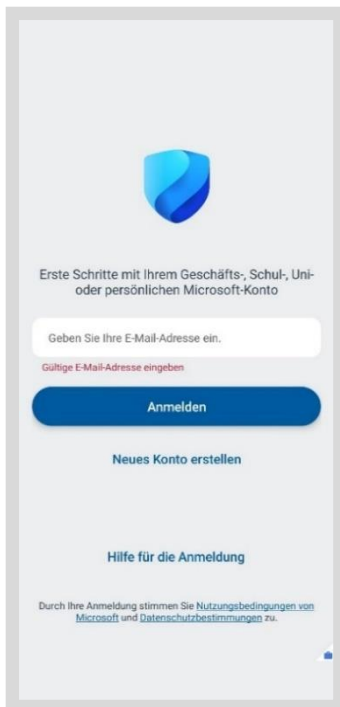 Erste Schritte mit Ihrem Geschäfts-, Schul-, Uni-
oder persönlichen Microsoft-Konto
Geben Sie Ihre E-Mail-Adresse ein.
Gültige E-Mail-Adresse eingeben
Anmelden
Neues Konto erstellen
Hilfe für die Anmeldung
Durch Ihre Anmeldung stimmen Sie Nutzungsbedingungen von
Microsoft und Datenschutzbestimmungen zu.